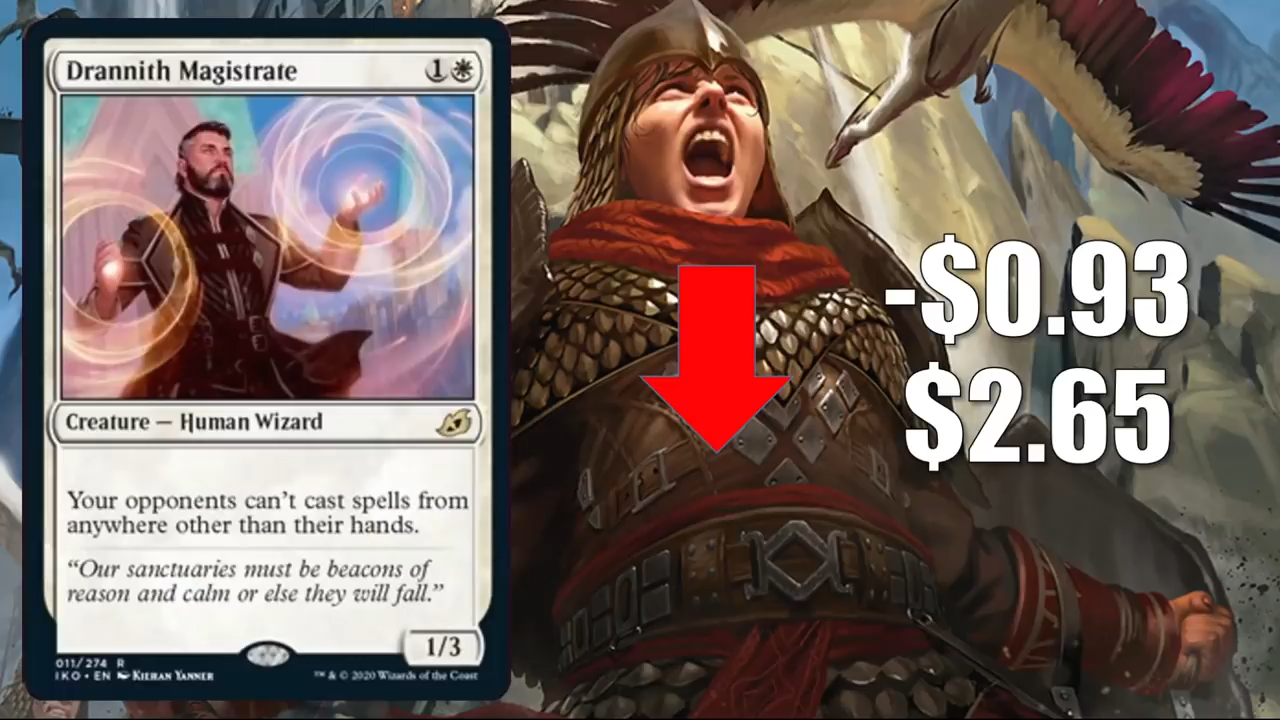 Drannith Magistrate 1
Creature — Human Wizard
Your opponents can't cast spells from
anywhere other than their hands.
"Our sanctuaries must be beacons of
reason and calm or else they will fall."
1/3
011/274 R
IKO • EN Kieran Yanner
™ & © 2020 Wizards of the Coast
-$0.93
$2.65